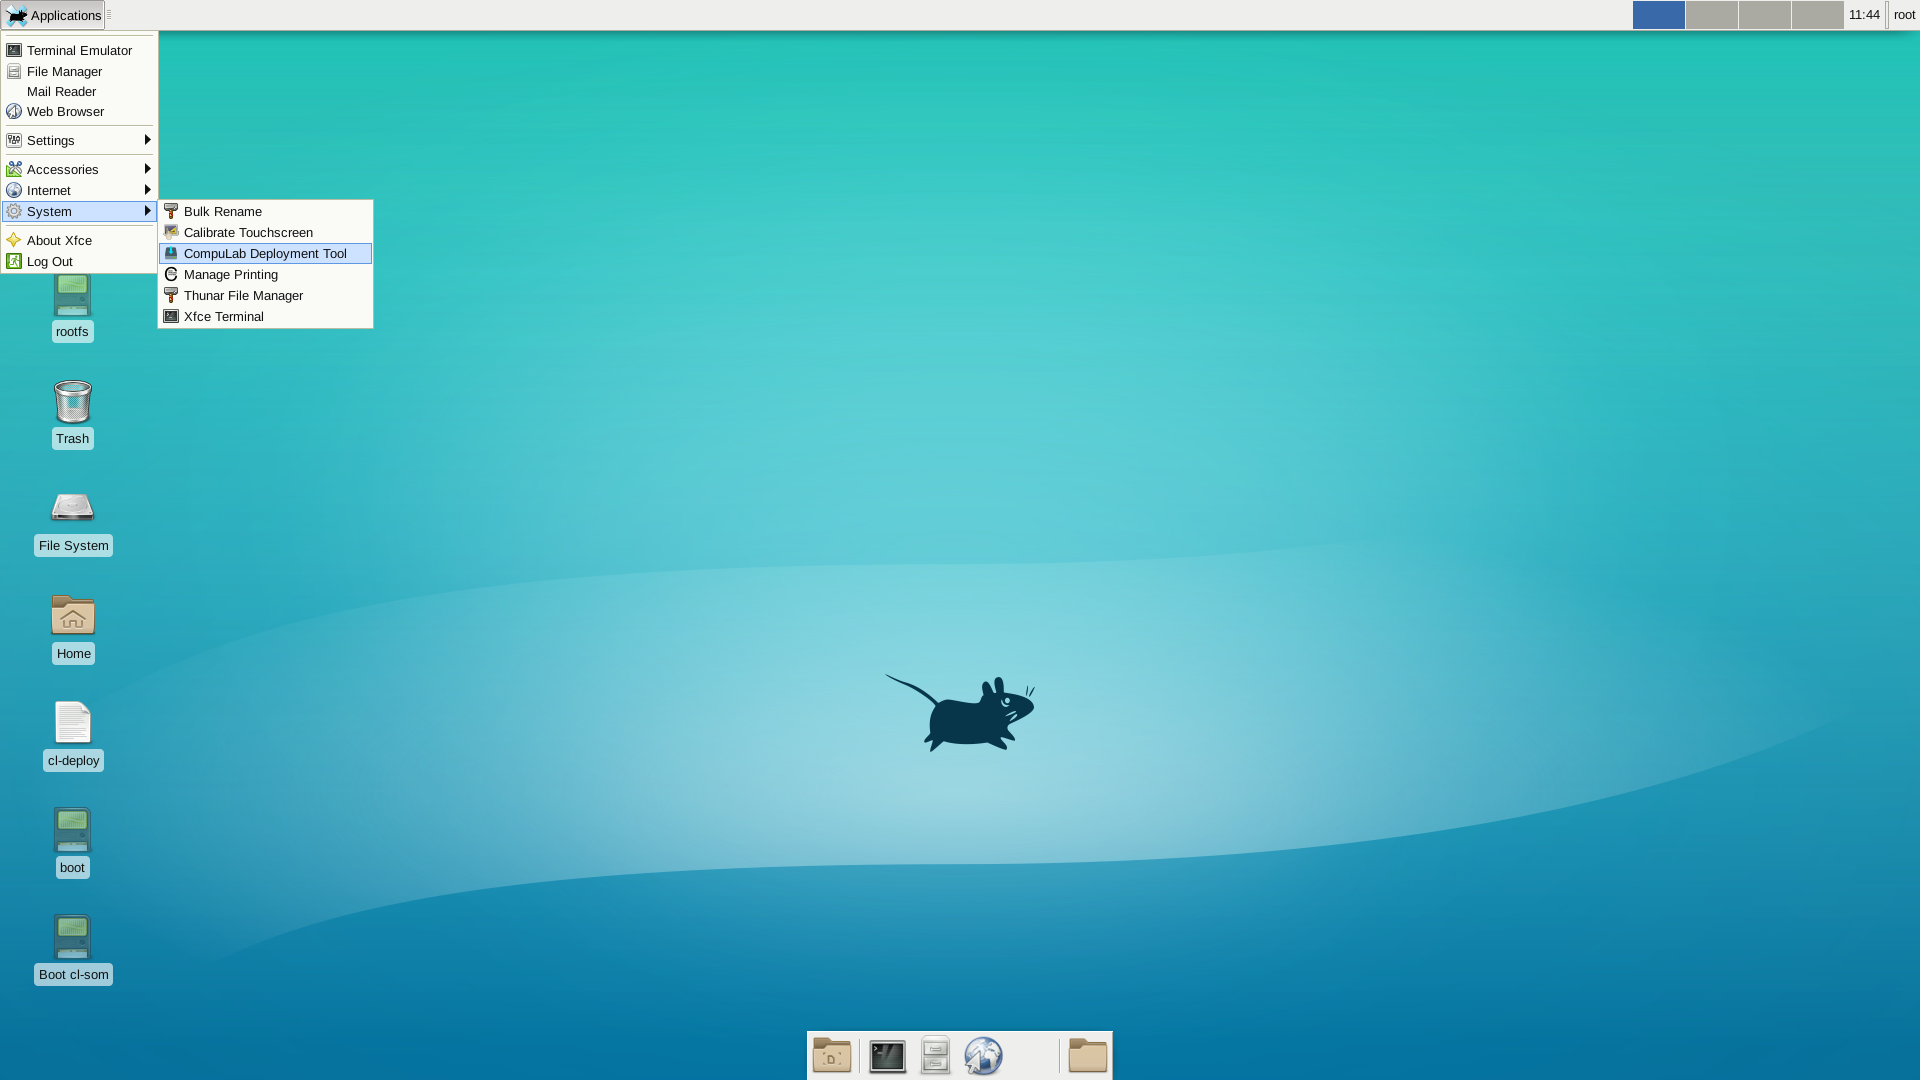 Applications
11:44
root
Terminal Emulator
File Manager
Mail Reader
Web Browser
Settings
Accessories
Internet
System
About Xfce
Log Out
Bulk Rename
Calibrate Touchscreen
CompuLab Deployment Tool
Manage Printing
Thunar File Manager
Xfce Terminal
rootfs
Trash
File System
Home
cl-deploy
boot
Boot cl-som
D